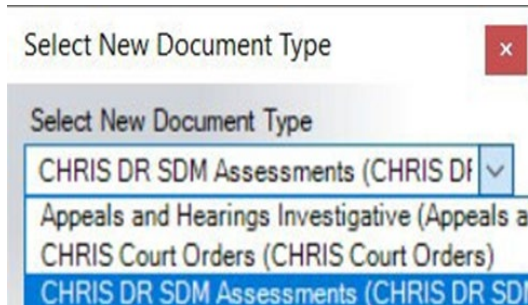 Select New Document Type
x
Select New Document Type
CHRIS DR SDM Assessments (CHRIS DF
Appeals and Hearings Investigative (Appeals a
CHRIS Court Orders (CHRIS Court Orders)
CHRIS DR SDM Assessments (CHRIS DR SD